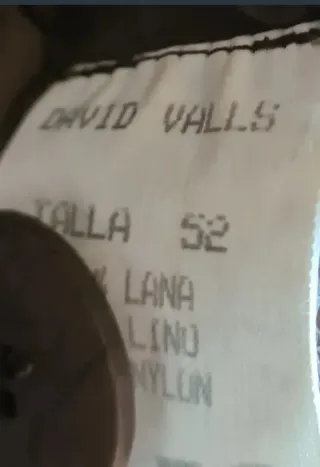 DAVID VALLS
TALLA 52
% LANA
LINO
NYLON